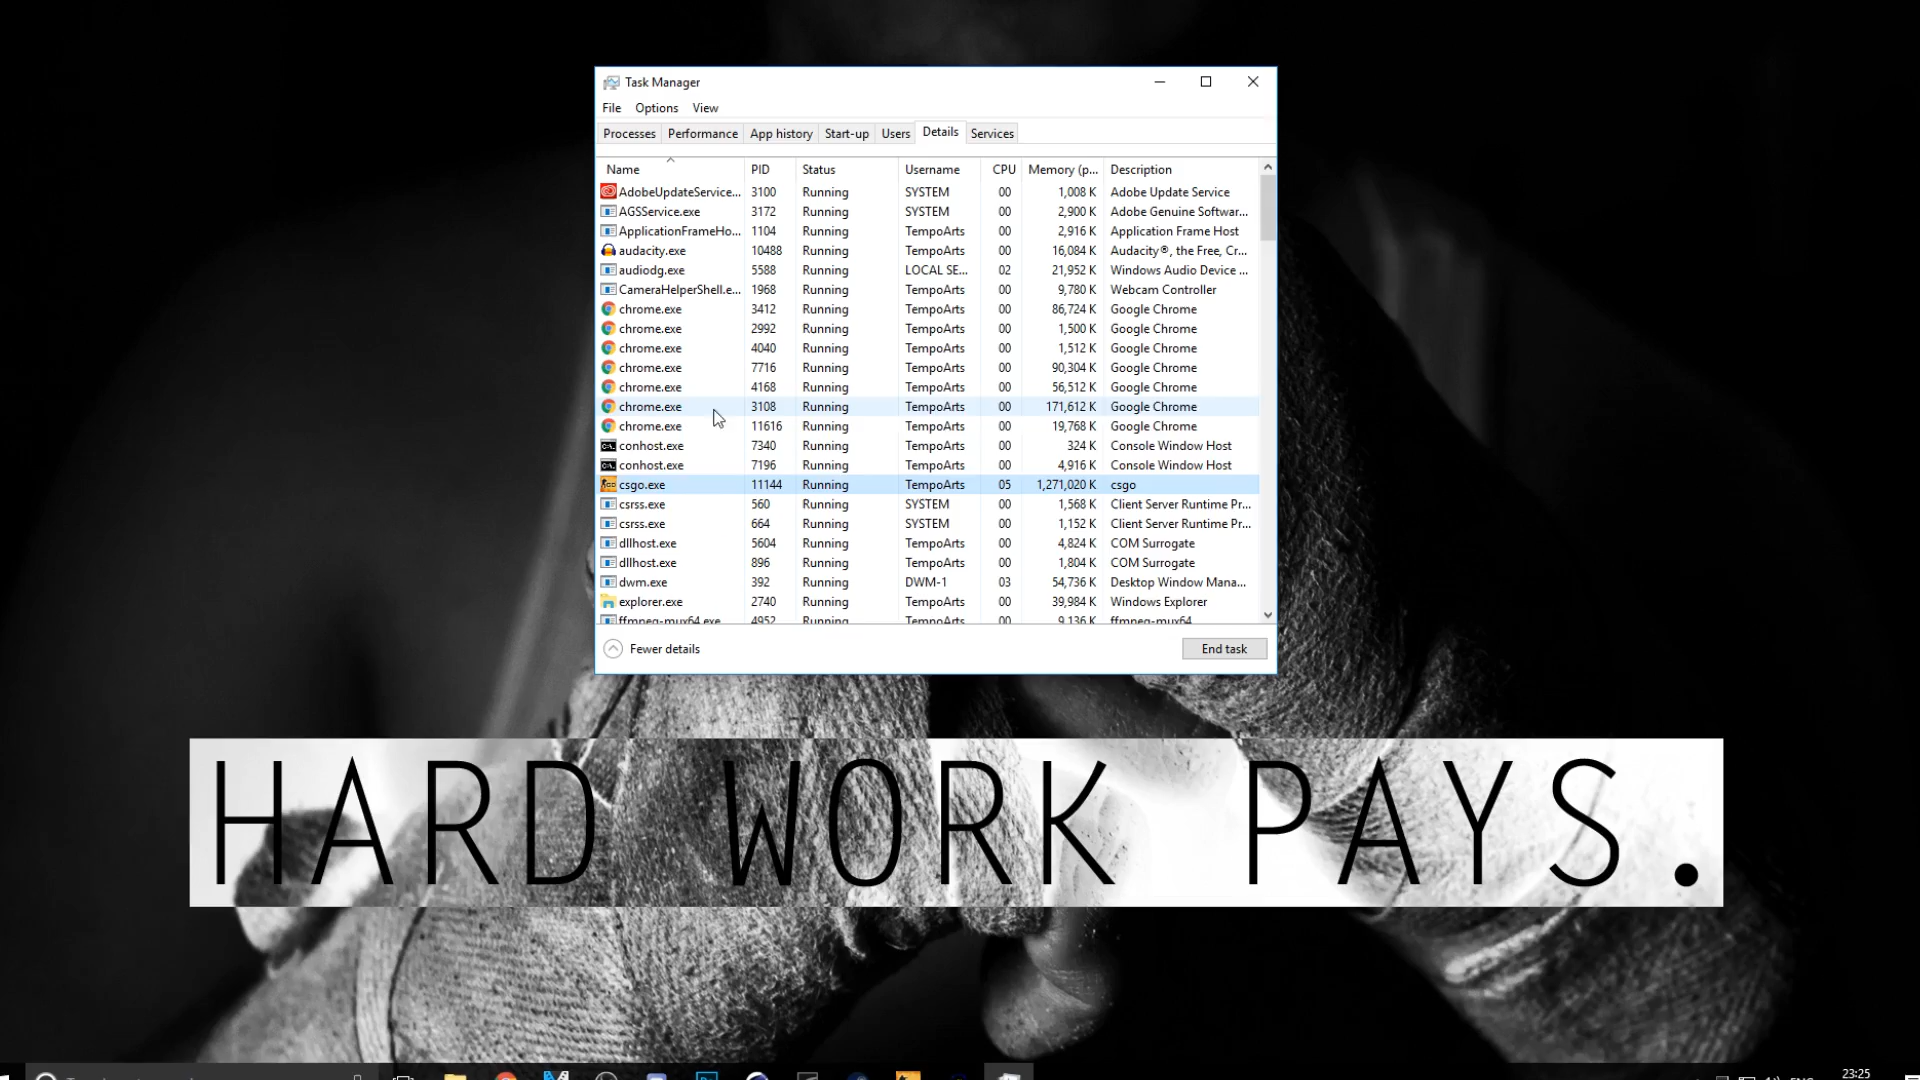 Task Manager
File Options View
Processes Performance App history Start-up Users Details Services
Name PID Status Username CPU Memory (p... Description
AdobeUpdateService... 3100 Running SYSTEM 00 1,008 K Adobe Update Service
AGSService.exe 3172 Running SYSTEM 00 2,900 K Adobe Genuine Softwar...
ApplicationFrameHo... 1104 Running TempoArts 00 2,916 K Application Frame Host
audacity.exe 10488 Running TempoArts 00 16,084 K Audacity®, the Free, Cr...
audiodg.exe 5588 Running LOCAL SE... 02 21,952 K Windows Audio Device ...
CameraHelperShell.e... 1968 Running TempoArts 00 9,780 K Webcam Controller
chrome.exe 3412 Running TempoArts 00 86,724 K Google Chrome
chrome.exe 2992 Running TempoArts 00 1,500 K Google Chrome
chrome.exe 4040 Running TempoArts 00 1,512 K Google Chrome
chrome.exe 7716 Running TempoArts 00 90,304 K Google Chrome
chrome.exe 4168 Running TempoArts 00 56,512 K Google Chrome
chrome.exe 3108 Running TempoArts 00 171,612 K Google Chrome
chrome.exe 11616 Running TempoArts 00 19,768 K Google Chrome
conhost.exe 7340 Running TempoArts 00 324 K Console Window Host
conhost.exe 7196 Running TempoArts 00 4,916 K Console Window Host
csgo.exe 11144 Running TempoArts 05 1,271,020 K csgo
csrss.exe 560 Running SYSTEM 00 1,568 K Client Server Runtime Pr...
csrss.exe 664 Running SYSTEM 00 1,152 K Client Server Runtime Pr...
dllhost.exe 5604 Running TempoArts 00 4,824 K COM Surrogate
dllhost.exe 896 Running TempoArts 00 1,804 K COM Surrogate
dwm.exe 392 Running DWM-1 03 54,736 K Desktop Window Mana...
explorer.exe 2740 Running TempoArts 00 39,984 K Windows Explorer
ffmpeg-mux64.exe 4952 Running TempoArts 00 9,136 K ffmpeg-mux64
Fewer details End task
HARD WORK PAYS.
23:25